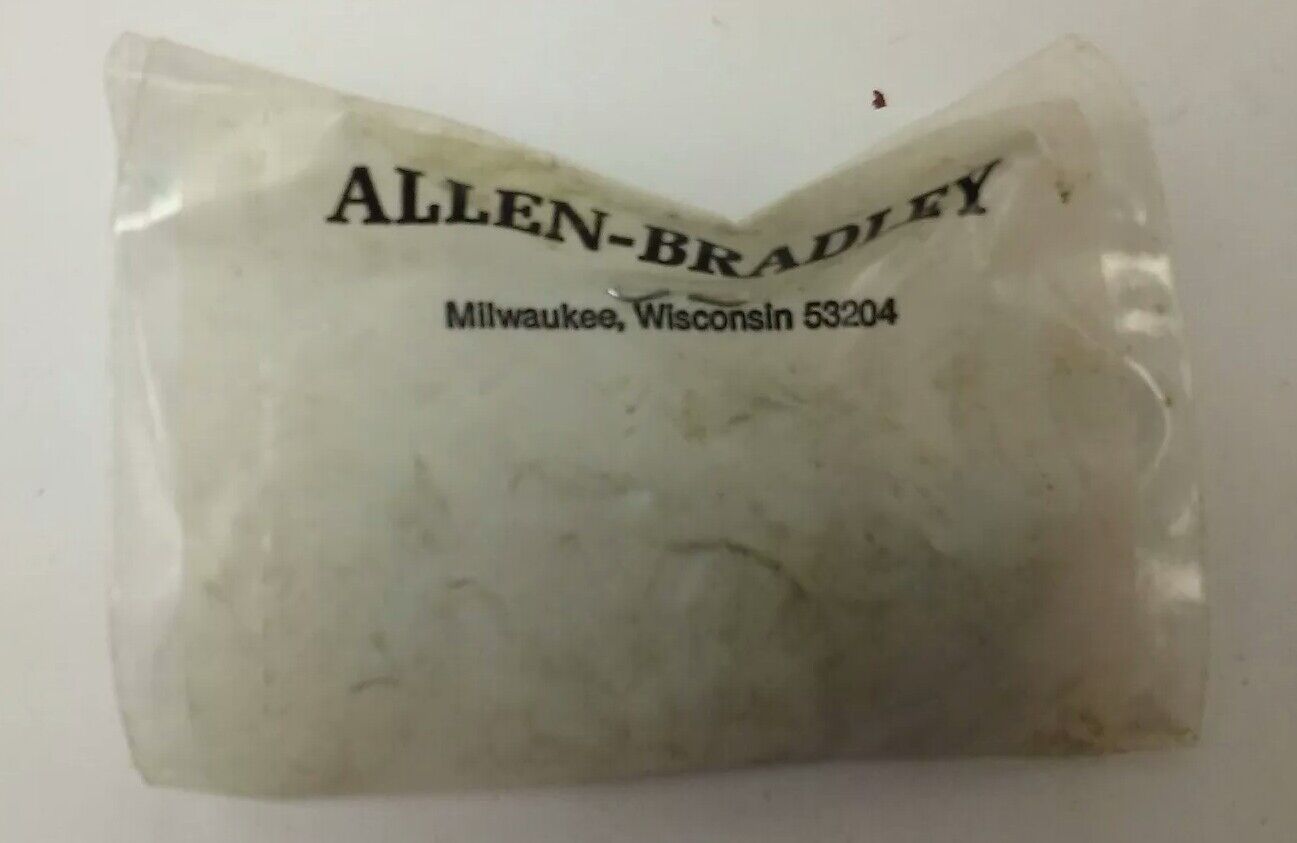 ALLEN-BRADLEY
Milwaukee, Wisconsin 53204